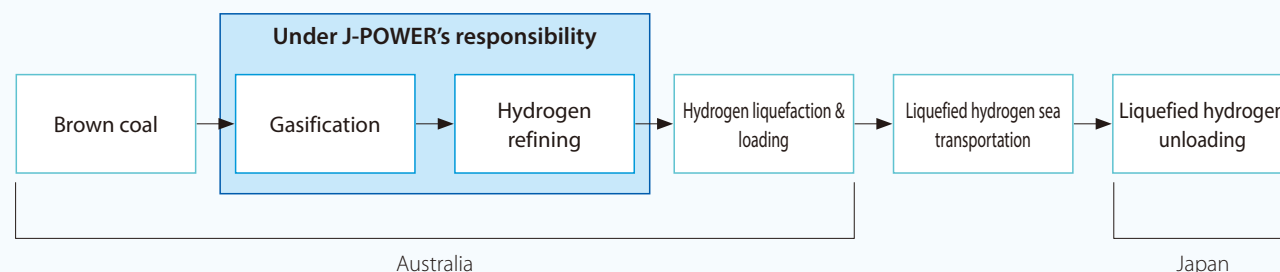 Under J-POWER's responsibility
Brown coal
Gasification
Hydrogen
refining
Hydrogen liquefaction &
loading
Liquefied hydrogen sea
transportation
Liquefied hydrogen
unloading
Australia
Japan